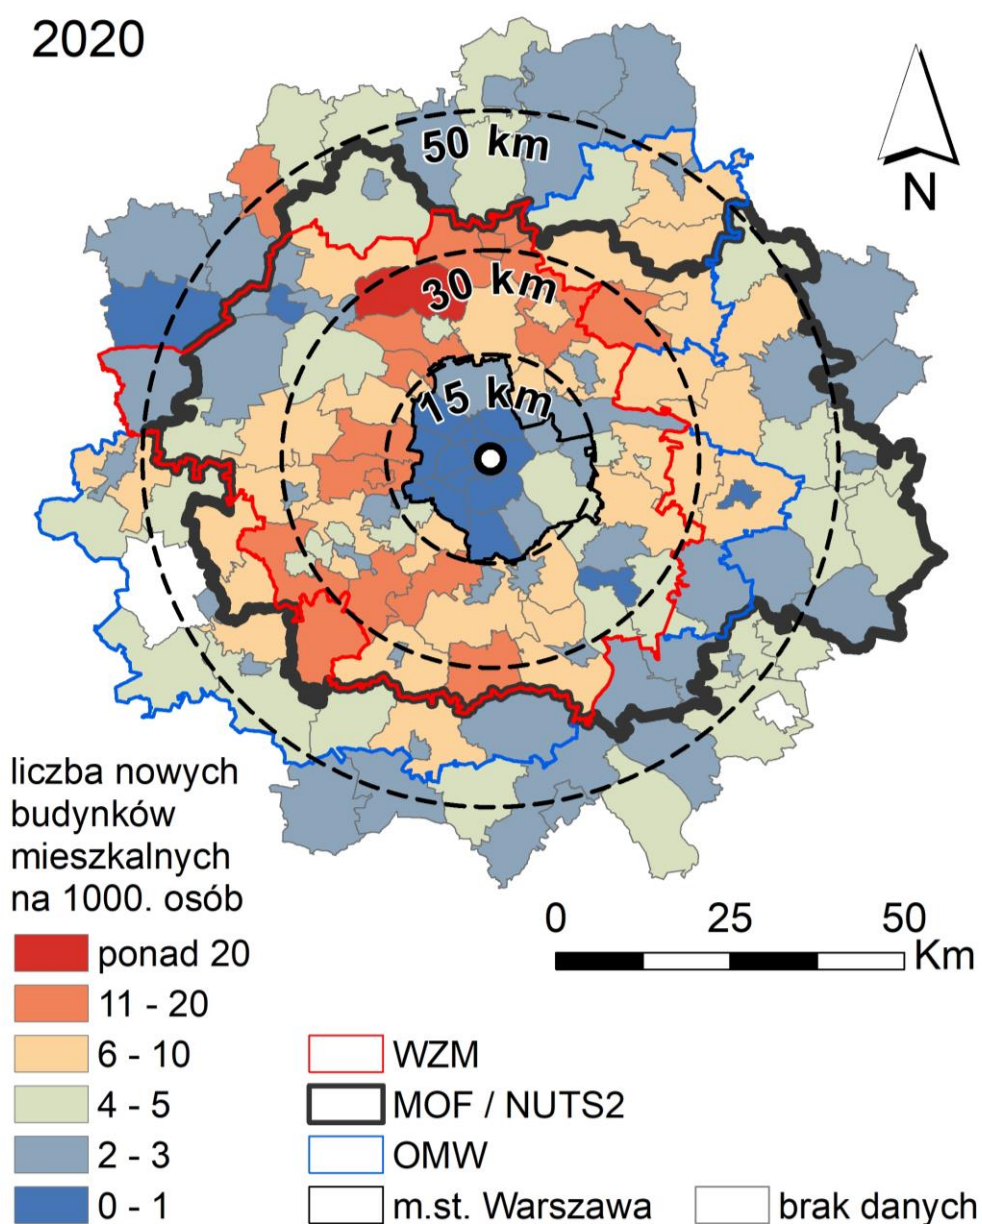 2020
50 km
30 km
15 km
N
liczba nowych
budynków
mieszkalnych
na 1000. osób
0 25 50
Km
ponad 20
11 - 20
6 - 10
4 - 5
2 - 3
0 - 1
WZM
MOF / NUTS2
OMW
m.st. Warszawa
brak danych